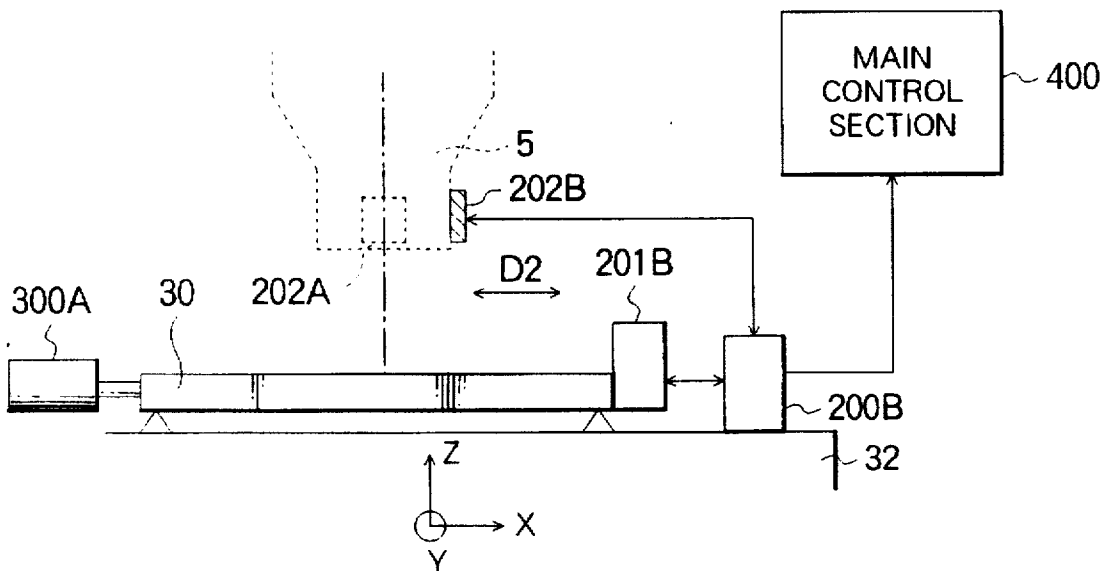 MAIN
CONTROL
SECTION
400
5
202B
D2
201B
202A
300A
30
200B
32
Z
X
Y